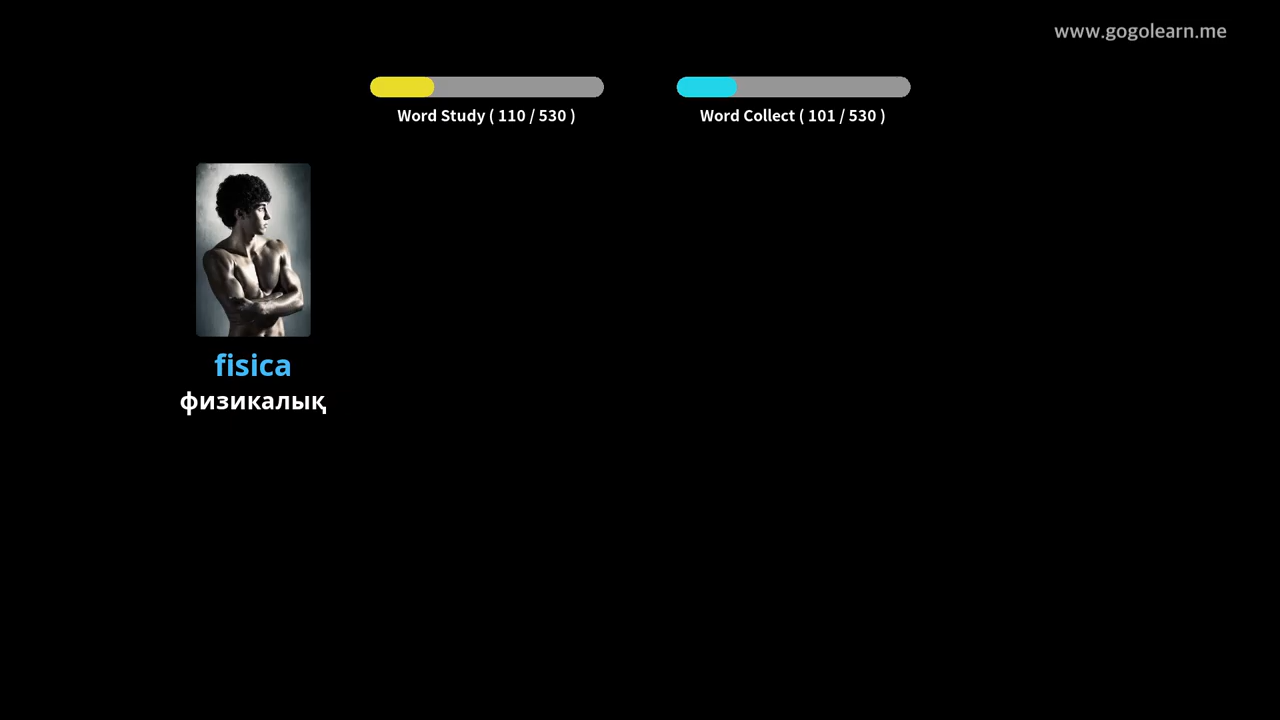 www.gogolearn.me
Word Study ( 110 / 530 )
Word Collect ( 101 / 530 )
fisica
физикалық